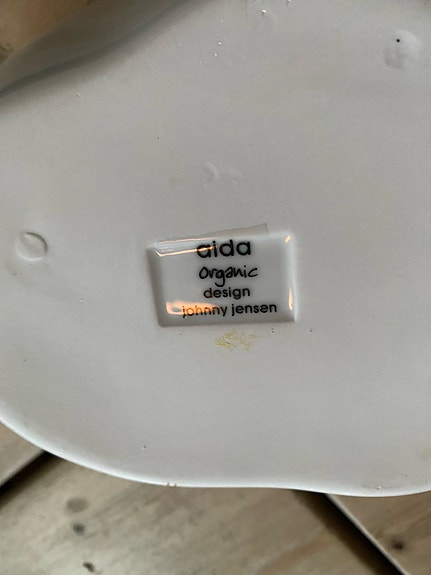 aida
Organic
design
johnny jensen